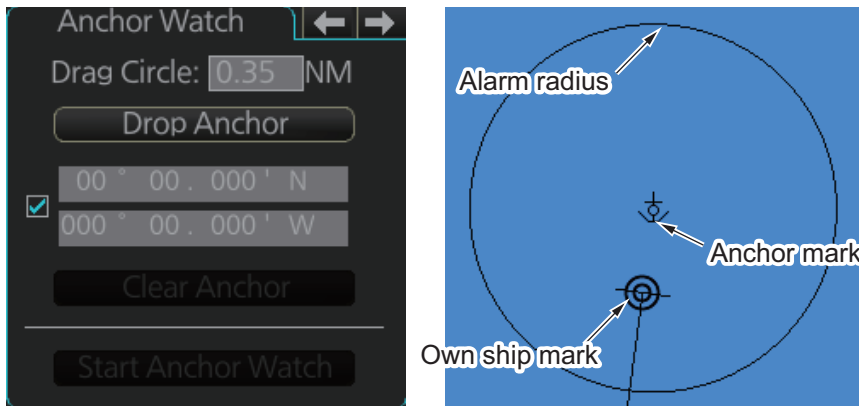 Anchor Watch
Drag Circle: 0.35 NM
Drop Anchor
00 ° 00 . 000 ' N
000 ° 00 . 000 ' W
Clear Anchor
Start Anchor Watch
Alarm radius
Anchor mark
Own ship mark